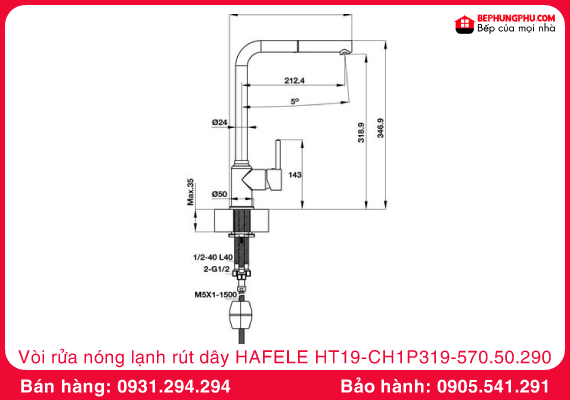 BEPHUNGPHU.COM
Bếp của mọi nhà
212.4
5º
Ø24
318.9
346.9
143
Max.35
Ø50
1/2-40 L40
2-G1/2
M5X1-1500
Vòi rửa nóng lạnh rút dây HAFELE HT19-CH1P319-570.50.290
Bán hàng: 0931.294.294
Bảo hành: 0905.541.291